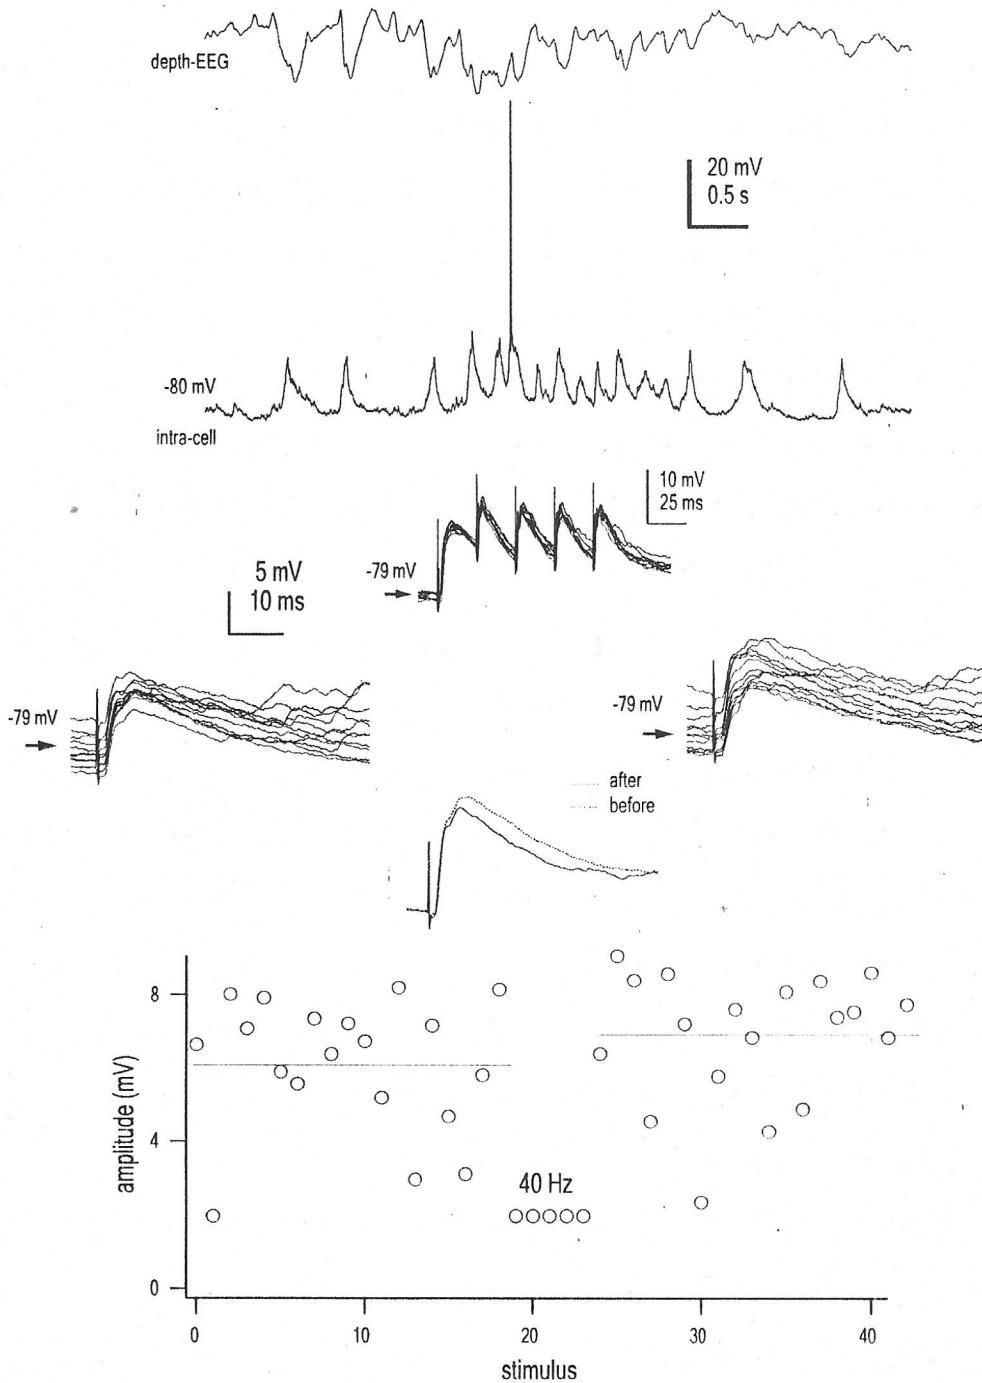 depth-EEG
20 mV
0.5 s
-80 mV
intra-cell
10 mV
25 ms
-79 mV
5 mV
10 ms
-79 mV
-79 mV
after
before
8
4
0
amplitude (mV)
40 Hz
0
10
20
30
40
stimulus